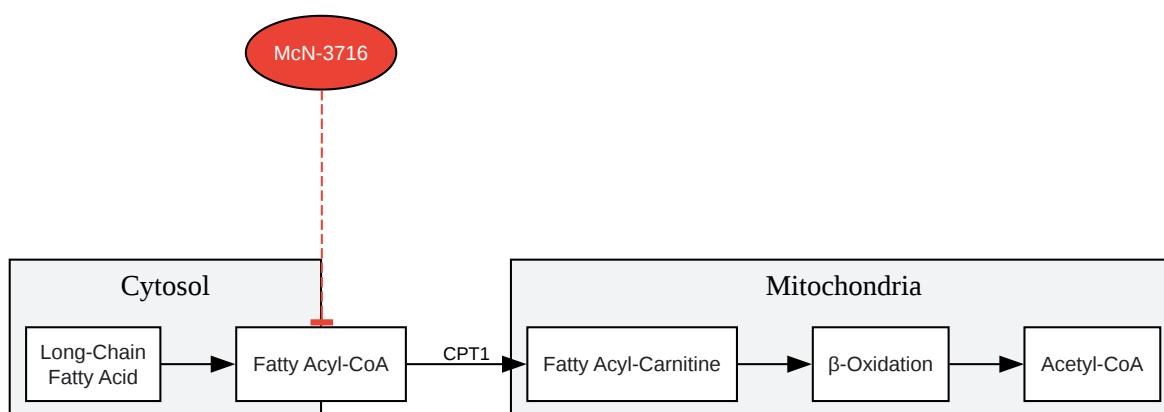 McN-3716
Cytosol
Mitochondria
Long-Chain
Fatty Acid
Fatty Acyl-CoA
CPT1
Fatty Acyl-Carnitine
β-Oxidation
Acetyl-CoA